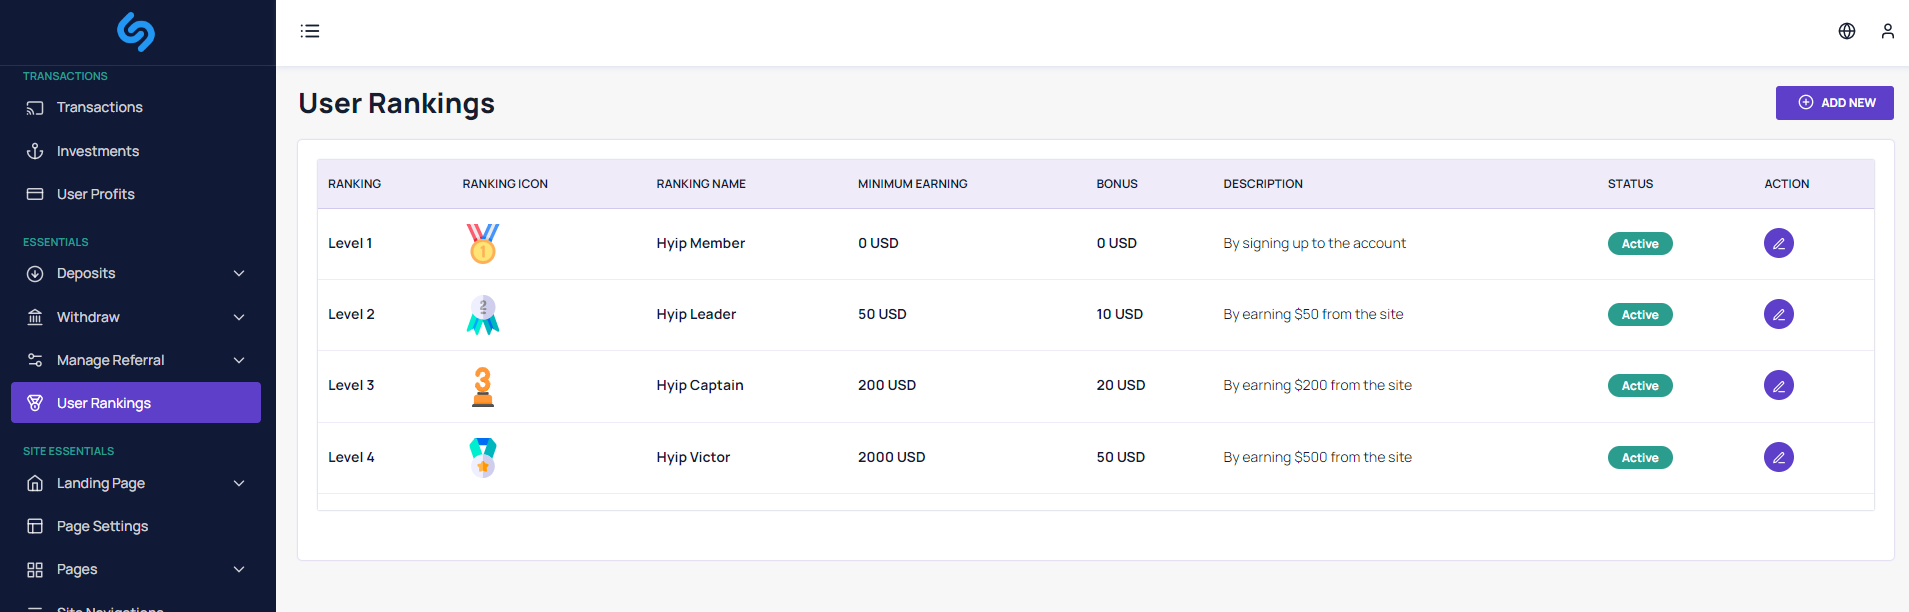 TRANSACTIONS
Transactions
Investments
User Profits
ESSENTIALS
Deposits
Withdraw
Manage Referral
User Rankings
SITE ESSENTIALS
Landing Page
Page Settings
Pages
Site Navigations
User Rankings
ADD NEW
RANKING RANKING ICON RANKING NAME MINIMUM EARNING BONUS DESCRIPTION STATUS ACTION
Level 1 1 Hyip Member 0 USD 0 USD By signing up to the account Active
Level 2 2 Hyip Leader 50 USD 10 USD By earning $50 from the site Active
Level 3 3 Hyip Captain 200 USD 20 USD By earning $200 from the site Active
Level 4 Hyip Victor 2000 USD 50 USD By earning $500 from the site Active